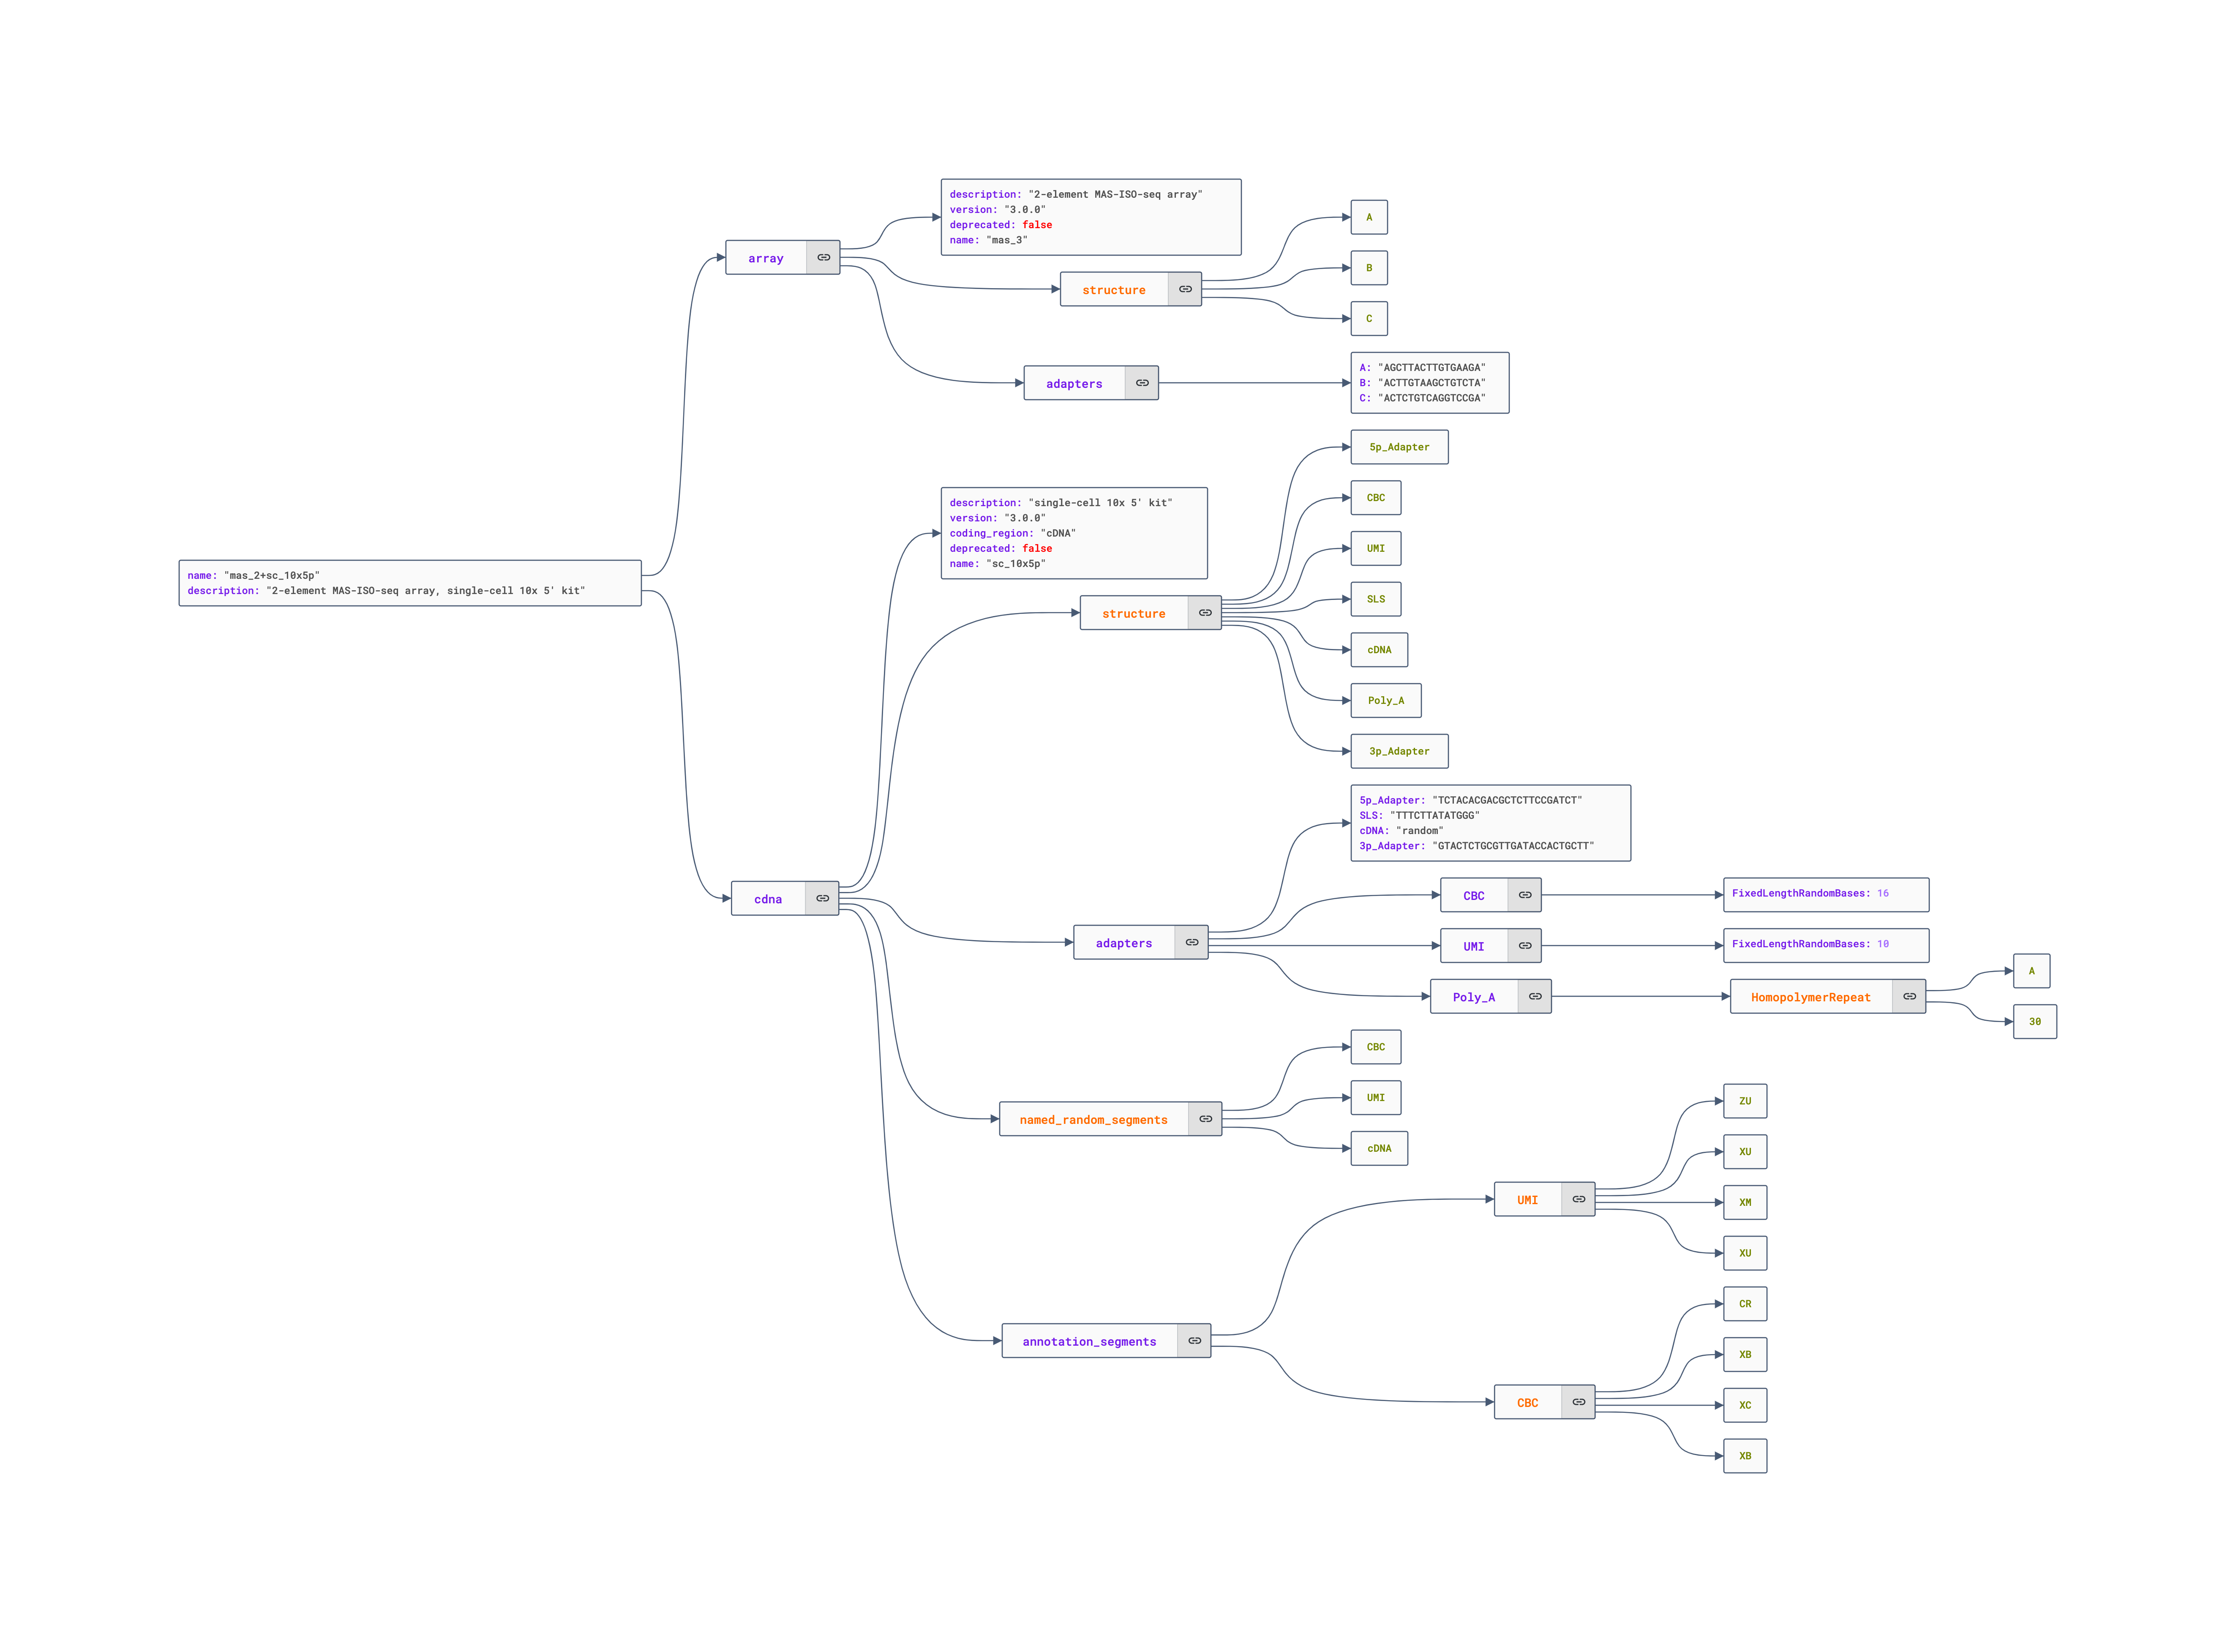 name: "mas_2+sc_10x5p"
description: "2-element MAS-ISO-seq array, single-cell 10x 5' kit"
array
description: "2-element MAS-ISO-seq array"
version: "3.0.0"
deprecated: false
name: "mas_3"
structure
A
B
C
adapters
A: "AGCTTACTTGTGAAGA"
B: "ACTTGTAAGCTGTCTA"
C: "ACTCTGTCAGGTCCGA"
cdna
description: "single-cell 10x 5' kit"
version: "3.0.0"
coding_region: "cDNA"
deprecated: false
name: "sc_10x5p"
structure
5p_Adapter
CBC
UMI
SLS
cDNA
Poly_A
3p_Adapter
adapters
5p_Adapter: "TCTACACGACGCTCTTCCGATCT"
SLS: "TTTCTTATATGGG"
cDNA: "random"
3p_Adapter: "GTACTCTGCGTTGATACCACTGCTT"
CBC
FixedLengthRandomBases: 16
UMI
FixedLengthRandomBases: 10
Poly_A
HomopolymerRepeat
A
30
named_random_segments
CBC
UMI
cDNA
annotation_segments
UMI
ZU
XU
XM
XU
CBC
CR
XB
XC
XB